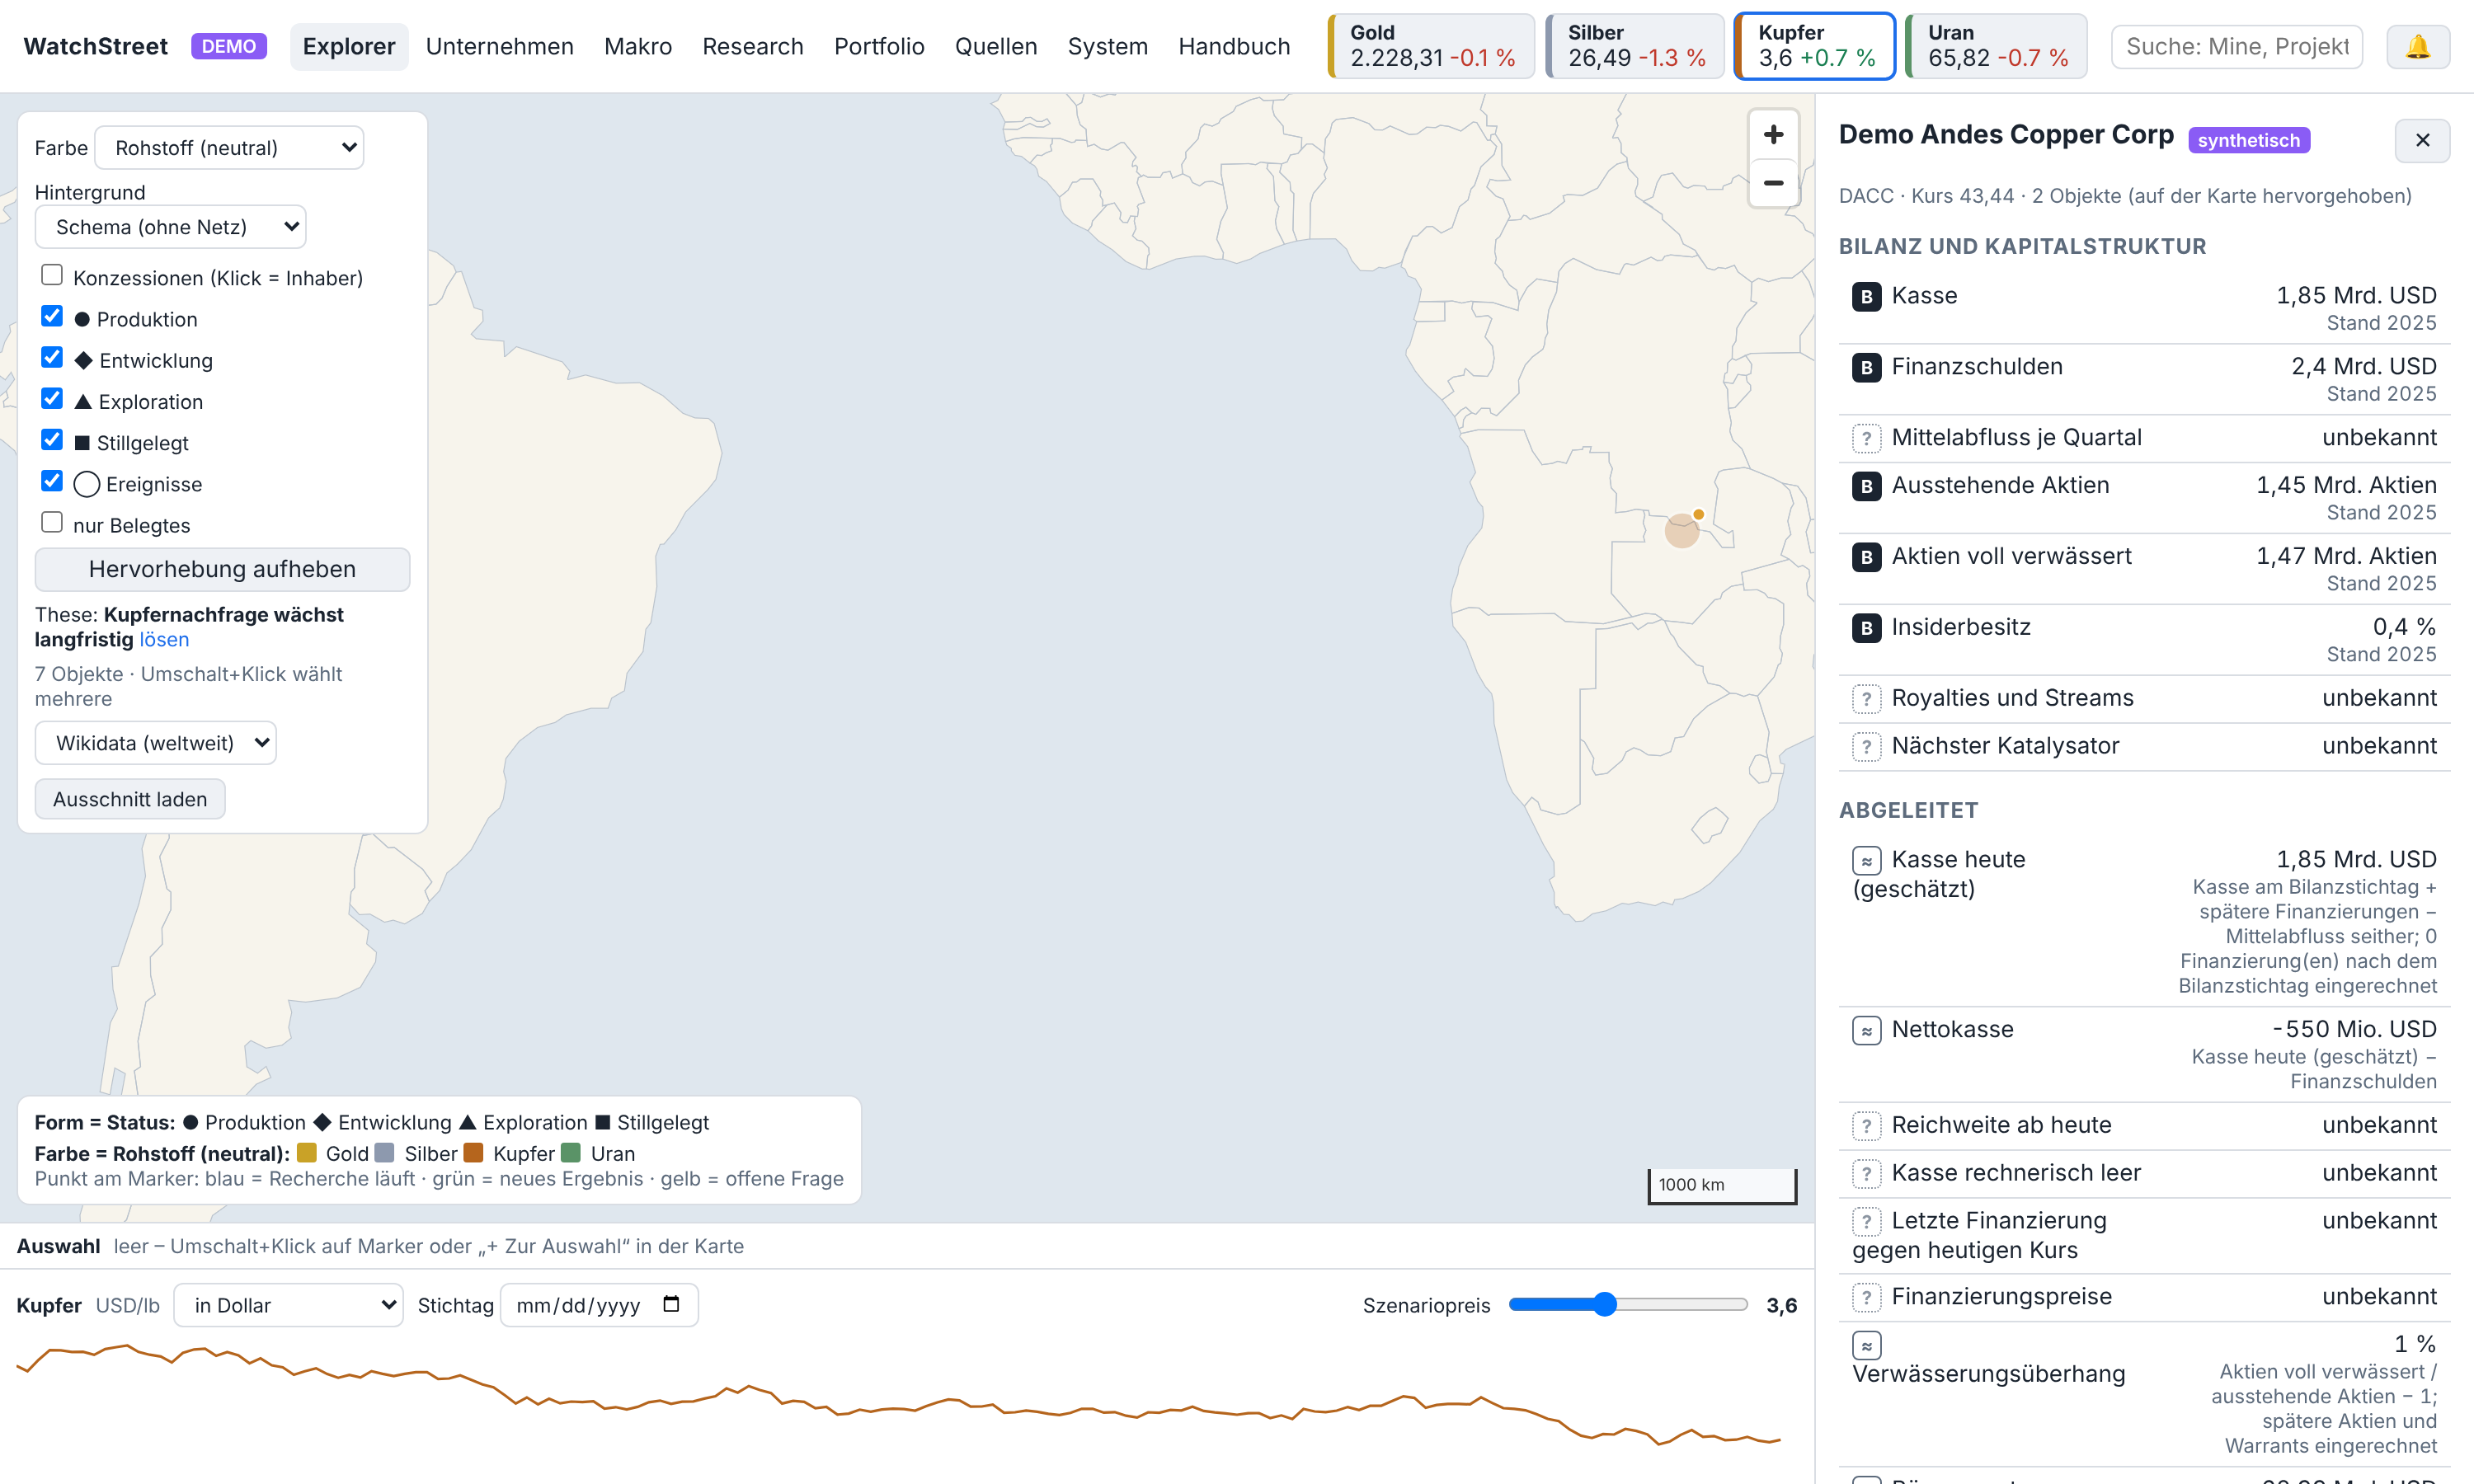 WatchStreet DEMO Explorer Unternehmen Makro Research Portfolio Quellen System Handbuch
Gold
2.228,31 -0.1 %
Silber
26,49 -1.3 %
Kupfer
3,6 +0.7 %
Uran
65,82 -0.7 %
Suche: Mine, Projekt
Farbe Rohstoff (neutral)
Hintergrund
Schema (ohne Netz)
Konzessionen (Klick = Inhaber)
Produktion
Entwicklung
Exploration
Stillgelegt
Ereignisse
nur Belegtes
Hervorhebung aufheben
These: Kupfernachfrage wächst
langfristig lösen
7 Objekte · Umschalt+Klick wählt
mehrere
Wikidata (weltweit)
Ausschnitt laden
+
−
Form = Status: ● Produktion ◆ Entwicklung ▲ Exploration ■ Stillgelegt
Farbe = Rohstoff (neutral): Gold Silber Kupfer Uran
Punkt am Marker: blau = Recherche läuft · grün = neues Ergebnis · gelb = offene Frage
1000 km
Auswahl leer – Umschalt+Klick auf Marker oder „+ Zur Auswahl“ in der Karte
Kupfer USD/lb in Dollar Stichtag mm/dd/yyyy Szenariopreis 3,6
Demo Andes Copper Corp synthetisch ✕
DACC · Kurs 43,44 · 2 Objekte (auf der Karte hervorgehoben)
BILANZ UND KAPITALSTRUKTUR
B Kasse 1,85 Mrd. USD
Stand 2025
B Finanzschulden 2,4 Mrd. USD
Stand 2025
? Mittelabfluss je Quartal unbekannt
B Ausstehende Aktien 1,45 Mrd. Aktien
Stand 2025
B Aktien voll verwässert 1,47 Mrd. Aktien
Stand 2025
B Insiderbesitz 0,4 %
Stand 2025
? Royalties und Streams unbekannt
? Nächster Katalysator unbekannt
ABGELEITET
≈ Kasse heute 1,85 Mrd. USD
(geschätzt)
Kasse am Bilanzstichtag +
spätere Finanzierungen −
Mittelabfluss seither; 0
Finanzierung(en) nach dem
Bilanzstichtag eingerechnet
≈ Nettokasse -550 Mio. USD
Kasse heute (geschätzt) −
Finanzschulden
? Reichweite ab heute unbekannt
? Kasse rechnerisch leer unbekannt
? Letzte Finanzierung unbekannt
gegen heutigen Kurs
? Finanzierungspreise unbekannt
≈ 1 %
Verwässerungsüberhang
Aktien voll verwässert /
ausstehende Aktien − 1;
spätere Aktien und
Warrants eingerechnet